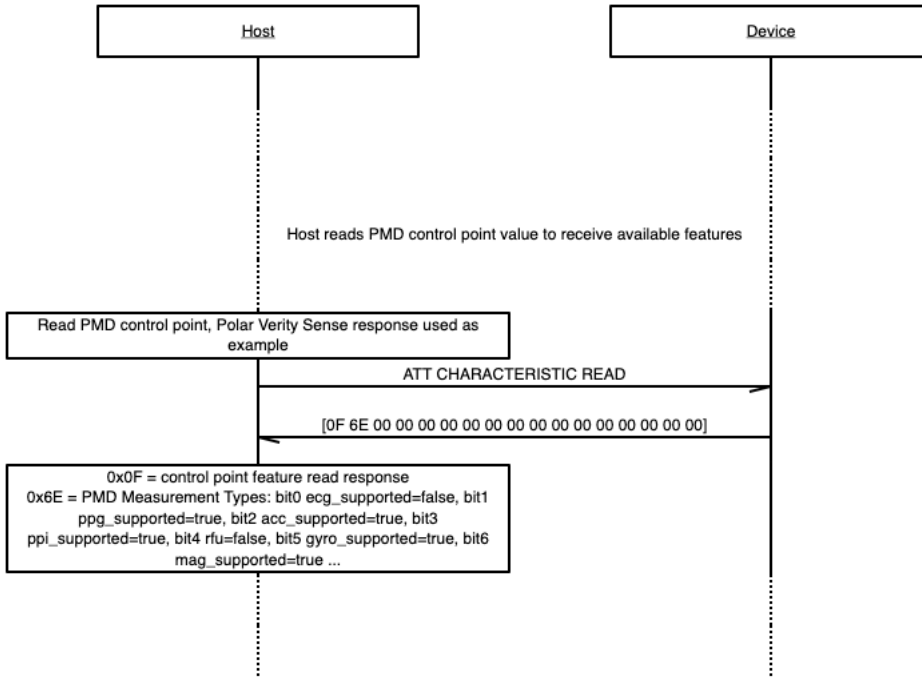 Host
Device
Host reads PMD control point value to receive available features
Read PMD control point, Polar Verity Sense response used as
example
ATT CHARACTERISTIC READ
[0F 6E 00 00 00 00 00 00 00 00 00 00 00 00 00 00 00]
0x0F = control point feature read response
0x6E = PMD Measurement Types: bit0 ecg_supported=false, bit1
ppg_supported=true, bit2 acc_supported=true, bit3
ppi_supported=true, bit4 rfu=false, bit5 gyro_supported=true, bit6
mag_supported=true ...